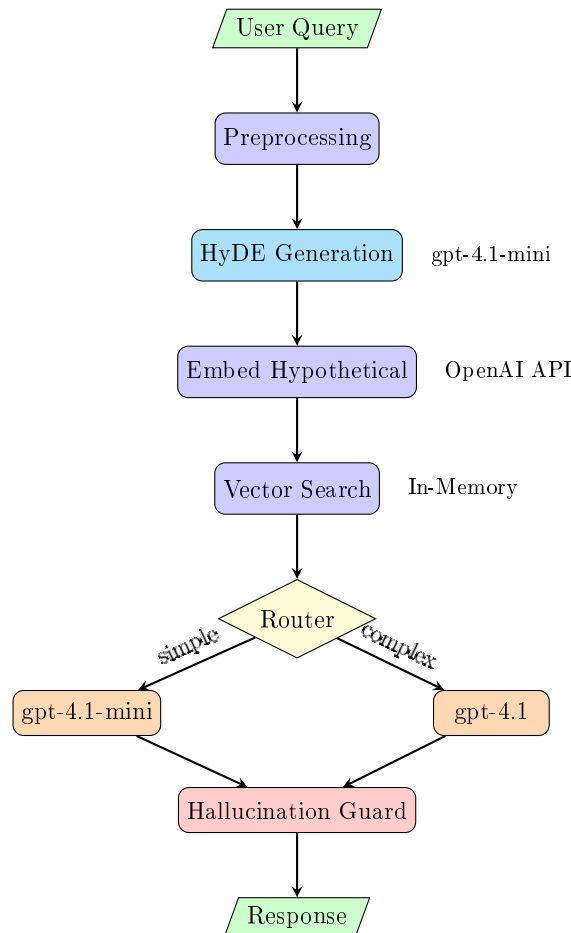 User Query
Preprocessing
HyDE Generation
gpt-4.1-mini
Embed Hypothetical
OpenAI API
Vector Search
In-Memory
Router
simple
complex
gpt-4.1-mini
gpt-4.1
Hallucination Guard
Response